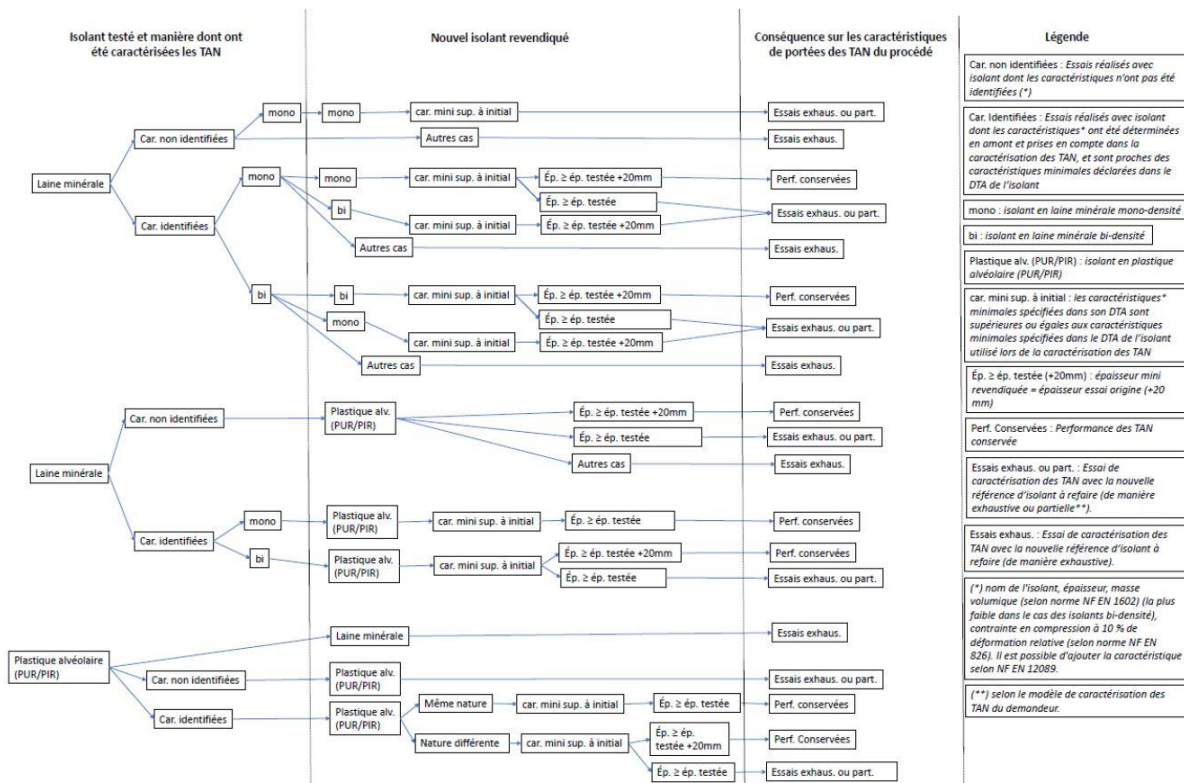 Isolant testé et manière dont ont
été caractérisées les TAN
Nouvel isolant revendiqué
Conséquence sur les caractéristiques
de portées des TAN du procédé
Légende
mono
mono
car. mini sup. à initial
Essais exhaus. ou part.
Car. non identifiées
Autres cas
Essais exhaus.
Laine minérale
mono
mono
car. mini sup. à initial
Ép. ≥ ép. testée +20mm
Perf. conservées
Ép. ≥ ép. testée
Car. identifiées
bi
car. mini sup. à initial
Ép. ≥ ép. testée +20mm
Essais exhaus. ou part.
Autres cas
Essais exhaus.
bi
bi
car. mini sup. à initial
Ép. ≥ ép. testée +20mm
Perf. conservées
mono
Ép. ≥ ép. testée
car. mini sup. à initial
Ép. ≥ ép. testée +20mm
Essais exhaus. ou part.
Autres cas
Essais exhaus.
Laine minérale
Car. non identifiées
Plastique alv.
(PUR/PIR)
Ép. ≥ ép. testée +20mm
Perf. conservées
Ép. ≥ ép. testée
Essais exhaus. ou part.
Autres cas
Essais exhaus.
Car. identifiées
mono
Plastique alv.
(PUR/PIR)
car. mini sup. à initial
Ép. ≥ ép. testée
Perf. conservées
bi
Plastique alv.
(PUR/PIR)
car. mini sup. à initial
Ép. ≥ ép. testée +20mm
Perf. conservées
Ép. ≥ ép. testée
Essais exhaus. ou part.
Plastique alvéolaire
(PUR/PIR)
Laine minérale
Essais exhaus.
Car. non identifiées
Plastique alv.
(PUR/PIR)
Essais exhaus. ou part.
Car. identifiées
Plastique alv.
(PUR/PIR)
Même nature
car. mini sup. à initial
Ép. ≥ ép. testée
Perf. conservées
Nature différente
car. mini sup. à initial
Ép. ≥ ép.
testée +20mm
Perf. Conservées
Ép. ≥ ép. testée
Essais exhaus. ou part.
Car. non identifiées : Essais réalisés avec
isolant dont les caractéristiques n'ont pas été
identifiées (*)
Car. Identifiées : Essais réalisés avec isolant
dont les caractéristiques* ont été déterminées
en amont et prises en compte dans la
caractérisation des TAN, et sont proches des
caractéristiques minimales déclarées dans le
DTA de l'isolant
mono : isolant en laine minérale mono-densité
bi : isolant en laine minérale bi-densité
Plastique alv. (PUR/PIR) : isolant en plastique
alvéolaire (PUR/PIR)
car. mini sup. à initial : les caractéristiques*
minimales spécifiées dans son DTA sont
supérieures ou égales aux caractéristiques
minimales spécifiées dans le DTA de l'isolant
utilisé lors de la caractérisation des TAN
Ép. ≥ ép. testée (+20mm) : épaisseur mini
revendiquée = épaisseur essai origine (+20
mm)
Perf. Conservées : Performance des TAN
conservée
Essais exhaus. ou part. : Essai de
caractérisation des TAN avec la nouvelle
référence d'isolant à refaire (de manière
exhaustive ou partielle**).
Essais exhaus. : Essai de caractérisation des
TAN avec la nouvelle référence d'isolant à
refaire (de manière exhaustive).
(*) nom de l'isolant, épaisseur, masse
volumique (selon norme NF EN 1602) (la plus
faible dans le cas des isolants bi-densité),
contrainte en compression à 10 % de
déformation relative (selon norme NF EN
826). Il est possible d'ajouter la caractéristique
selon NF EN 12089.
(**) selon le modèle de caractérisation des
TAN du demandeur.